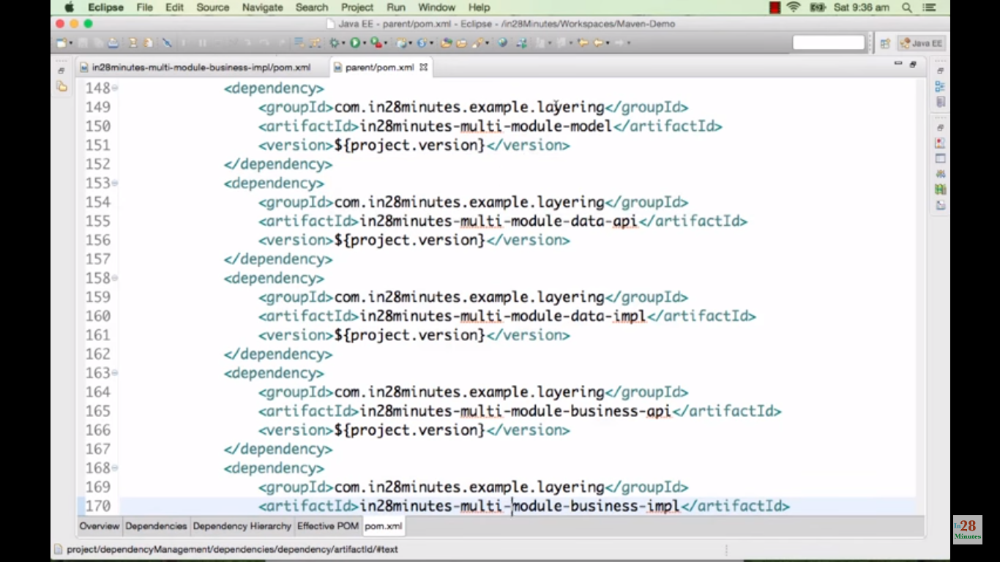 Eclipse File Edit Source Navigate Search Project Run Window Help Sat 9:36 am
Java EE - parent/pom.xml - Eclipse - /in28Minutes/Workspaces/Maven-Demo
Java EE
in28minutes-multi-module-business-impl/pom.xml parent/pom.xml
148 <dependency>
149 <groupId>com.in28minutes.example.layering</groupId>
150 <artifactId>in28minutes-multi-module-model</artifactId>
151 <version>${project.version}</version>
152 </dependency>
153 <dependency>
154 <groupId>com.in28minutes.example.layering</groupId>
155 <artifactId>in28minutes-multi-module-data-api</artifactId>
156 <version>${project.version}</version>
157 </dependency>
158 <dependency>
159 <groupId>com.in28minutes.example.layering</groupId>
160 <artifactId>in28minutes-multi-module-data-impl</artifactId>
161 <version>${project.version}</version>
162 </dependency>
163 <dependency>
164 <groupId>com.in28minutes.example.layering</groupId>
165 <artifactId>in28minutes-multi-module-business-api</artifactId>
166 <version>${project.version}</version>
167 </dependency>
168 <dependency>
169 <groupId>com.in28minutes.example.layering</groupId>
170 <artifactId>in28minutes-multi-module-business-impl</artifactId>
Overview Dependencies Dependency Hierarchy Effective POM pom.xml
project/dependencyManagement/dependencies/dependency/artifactId/#text
In28
Minutes